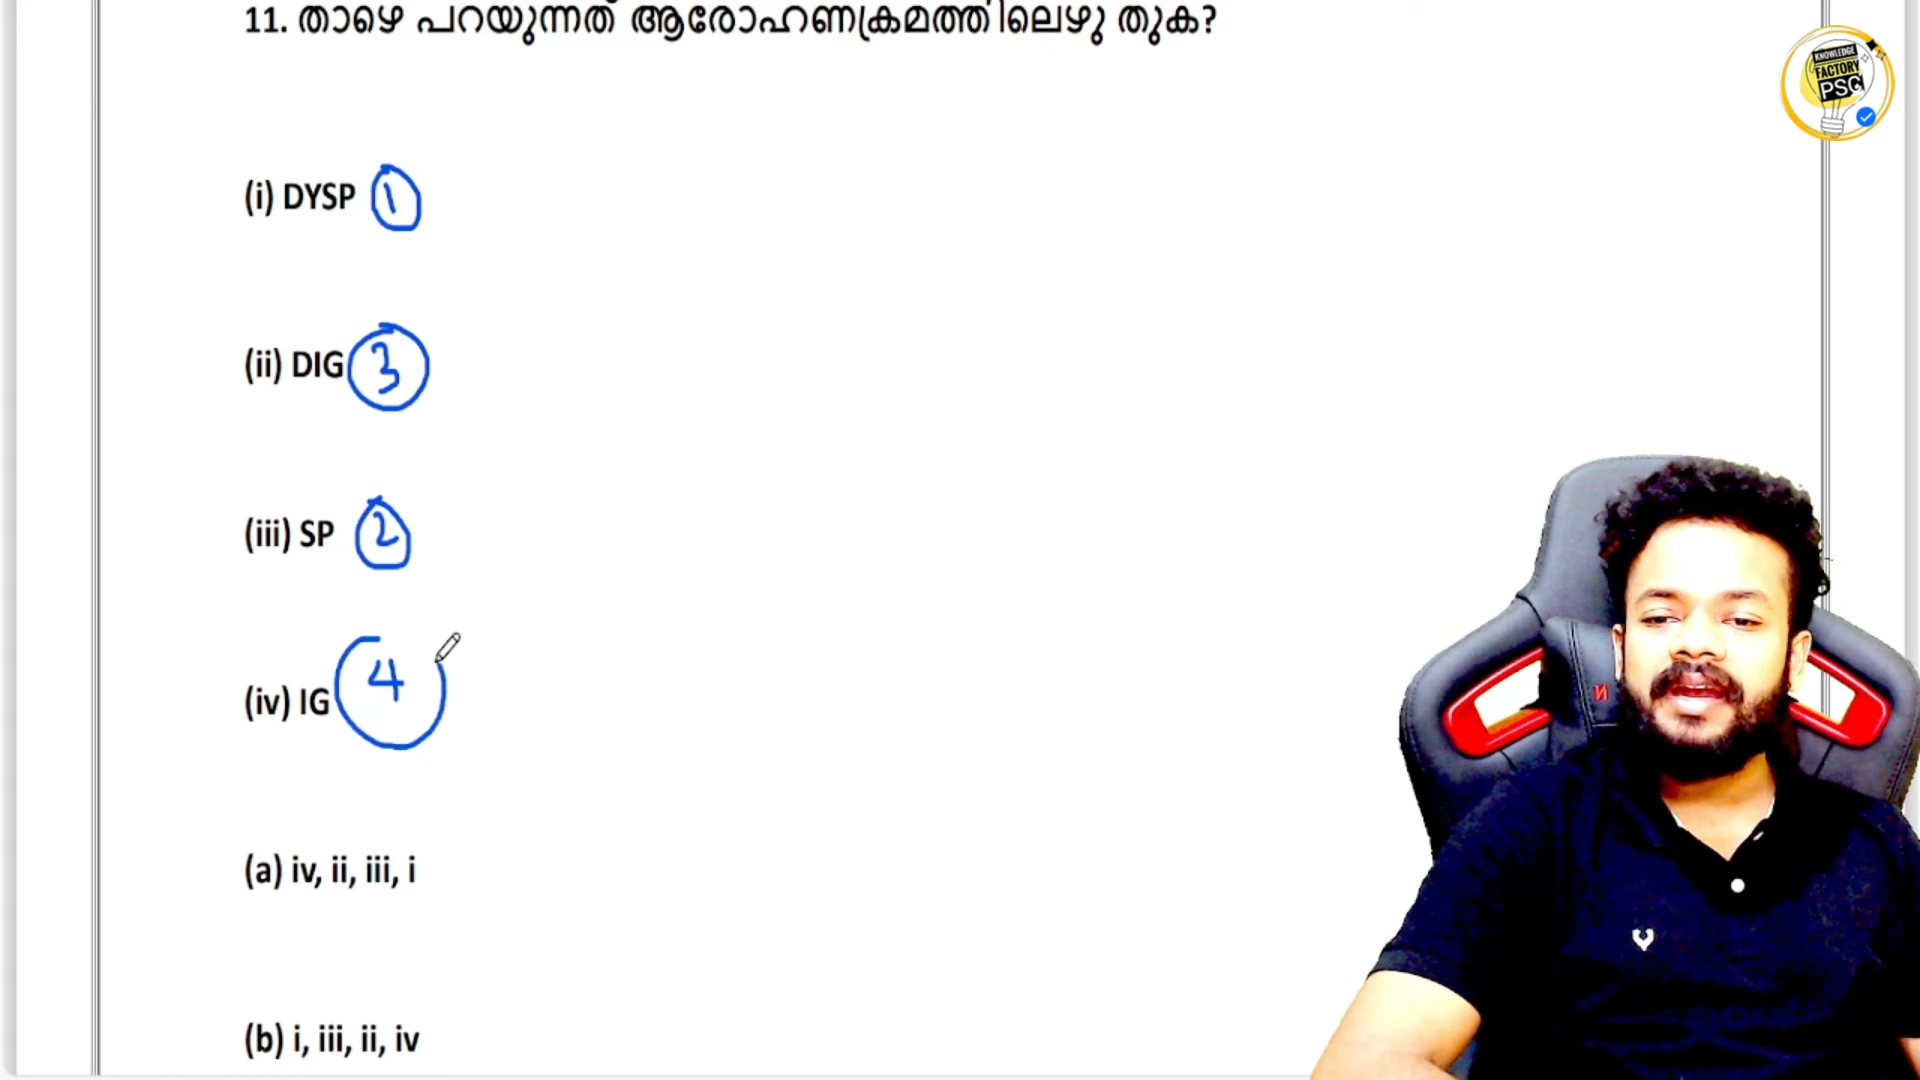 11. താഴെ പറയുന്നത് ആരോഹണക്രമത്തിലെഴു തുക?
KNOWLEDGE
FACTORY
PSC
(i) DYSP 1
(ii) DIG 3
(iii) SP 2
(iv) IG 4
(a) iv, ii, iii, i
(b) i, iii, ii, iv